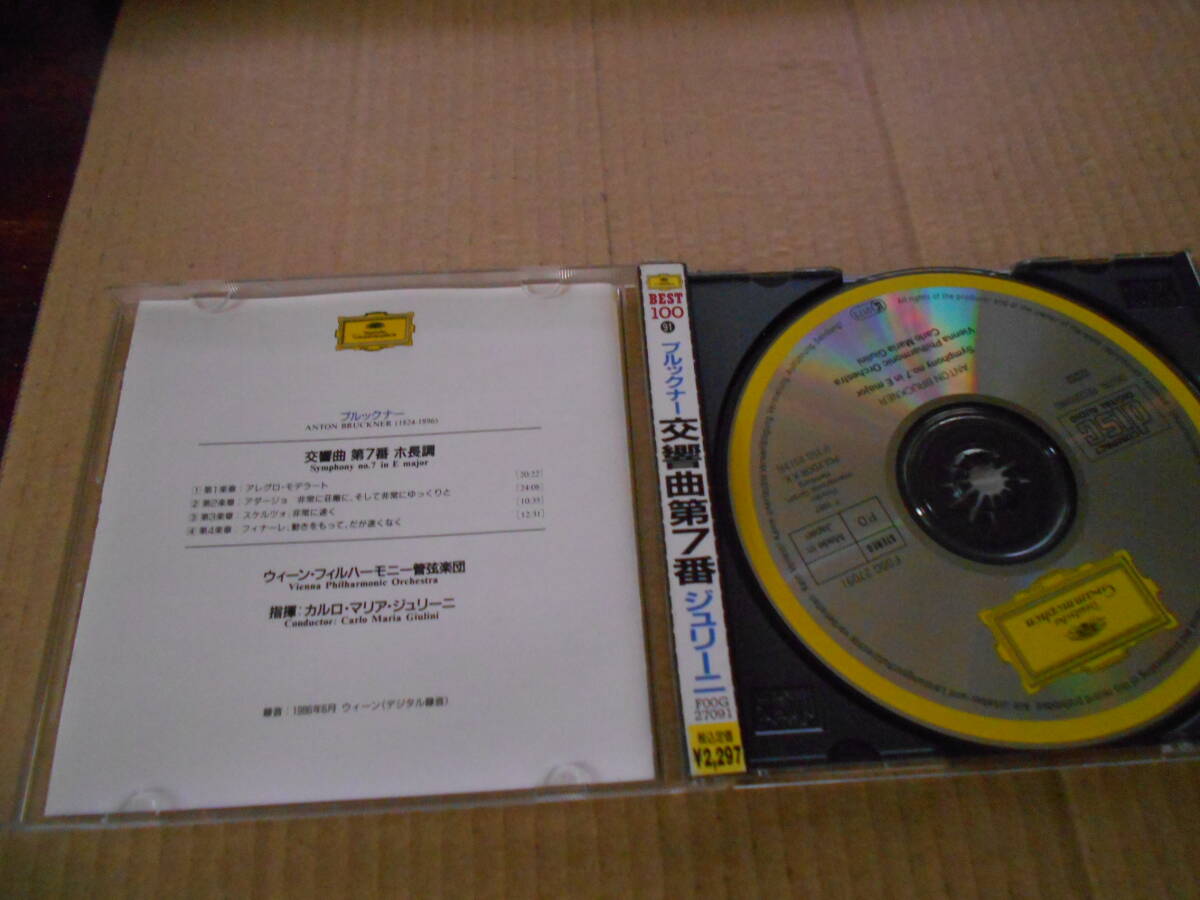 ブルックナー
ANTON BRUCKNER (1824-1896)
交響曲 第7番 ホ長調
Symphony no.7 in E major
① 第1楽章：アレグロ・モデラート [20:22]
② 第2楽章：アダージョ 非常に荘厳に、そして非常にゆっくりと [24:08]
③ 第3楽章：スケルツォ、非常に速く [10:35]
④ 第4楽章：フィナーレ、動きをもって、だが速くなく [12:31]
ウィーン・フィルハーモニー管弦楽団
Vienna Philharmonic Orchestra
指揮：カルロ・マリア・ジュリーニ
Conductor: Carlo Maria Giulini
録音：1986年6月 ウィーン(デジタル録音)
BEST
100
91
ブルックナー
交響曲第7番
ジュリーニ
F00G
27091
税込定価
¥2,297
ANTON BRUCKNER
Symphony no.7 in E major
Vienna Philharmonic Orchestra
Carlo Maria Giulini
COMPACT
disc
DIGITAL AUDIO
F00G 27091
STEREO
Made in
Japan
Deutsche
Grammophon